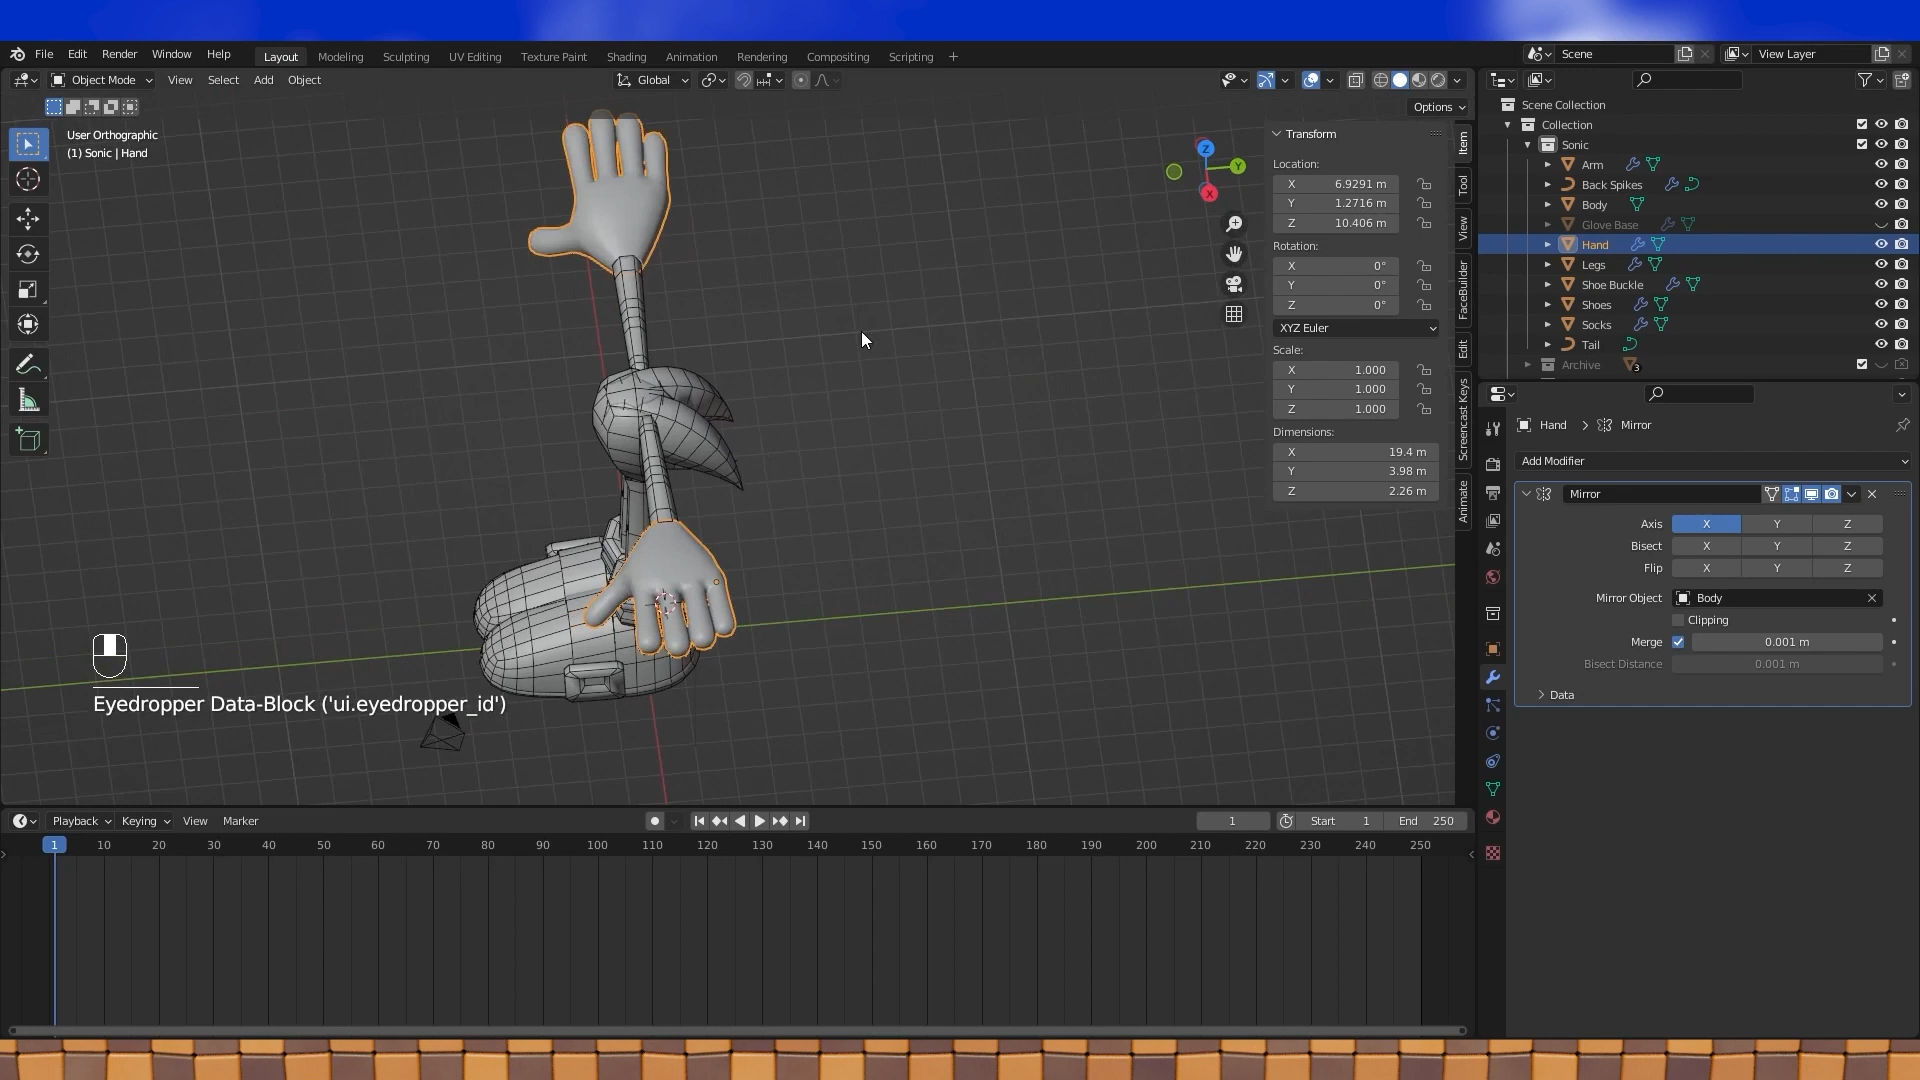 File Edit Render Window Help Layout Modeling Sculpting UV Editing Texture Paint Shading Animation Rendering Compositing Scripting + Scene View Layer
Object Mode View Select Add Object Global
Options
User Orthographic
(1) Sonic | Hand
Z
Y
X
Transform
Location:
X 6.9291 m
Y 1.2716 m
Z 10.406 m
Rotation:
X 0°
Y 0°
Z 0°
XYZ Euler
Scale:
X 1.000
Y 1.000
Z 1.000
Dimensions:
X 19.4 m
Y 3.98 m
Z 2.26 m
Item
Tool
View
FaceBuilder
Edit
Screencast Keys
Animate
Eyedropper Data-Block ('ui.eyedropper_id')
Scene Collection
Collection
Sonic
Arm
Back Spikes
Body
Glove Base
Hand
Legs
Shoe Buckle
Shoes
Socks
Tail
Archive 3
Hand > Mirror
Add Modifier
Mirror
Axis X Y Z
Bisect X Y Z
Flip X Y Z
Mirror Object Body
Clipping
Merge 0.001 m
Bisect Distance 0.001 m
Data
Playback Keying View Marker 1 Start 1 End 250
1 10 20 30 40 50 60 70 80 90 100 110 120 130 140 150 160 170 180 190 200 210 220 230 240 250